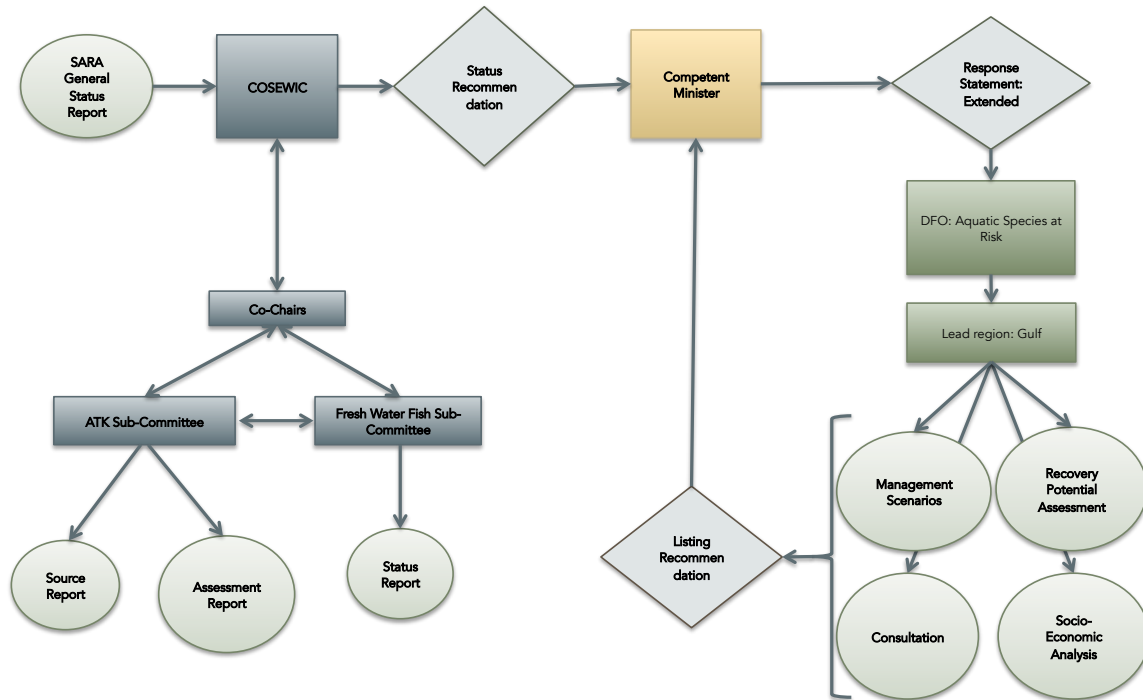 SARA
General
Status
Report
COSEWIC
Status
Recommen
dation
Competent
Minister
Response
Statement:
Extended
DFO: Aquatic Species at
Risk
Lead region: Gulf
Co-Chairs
ATK Sub-Committee
Fresh Water Fish Sub-
Committee
Source
Report
Assessment
Report
Status
Report
Listing
Recommen
dation
Management
Scenarios
Recovery
Potential
Assessment
Consultation
Socio-
Economic
Analysis